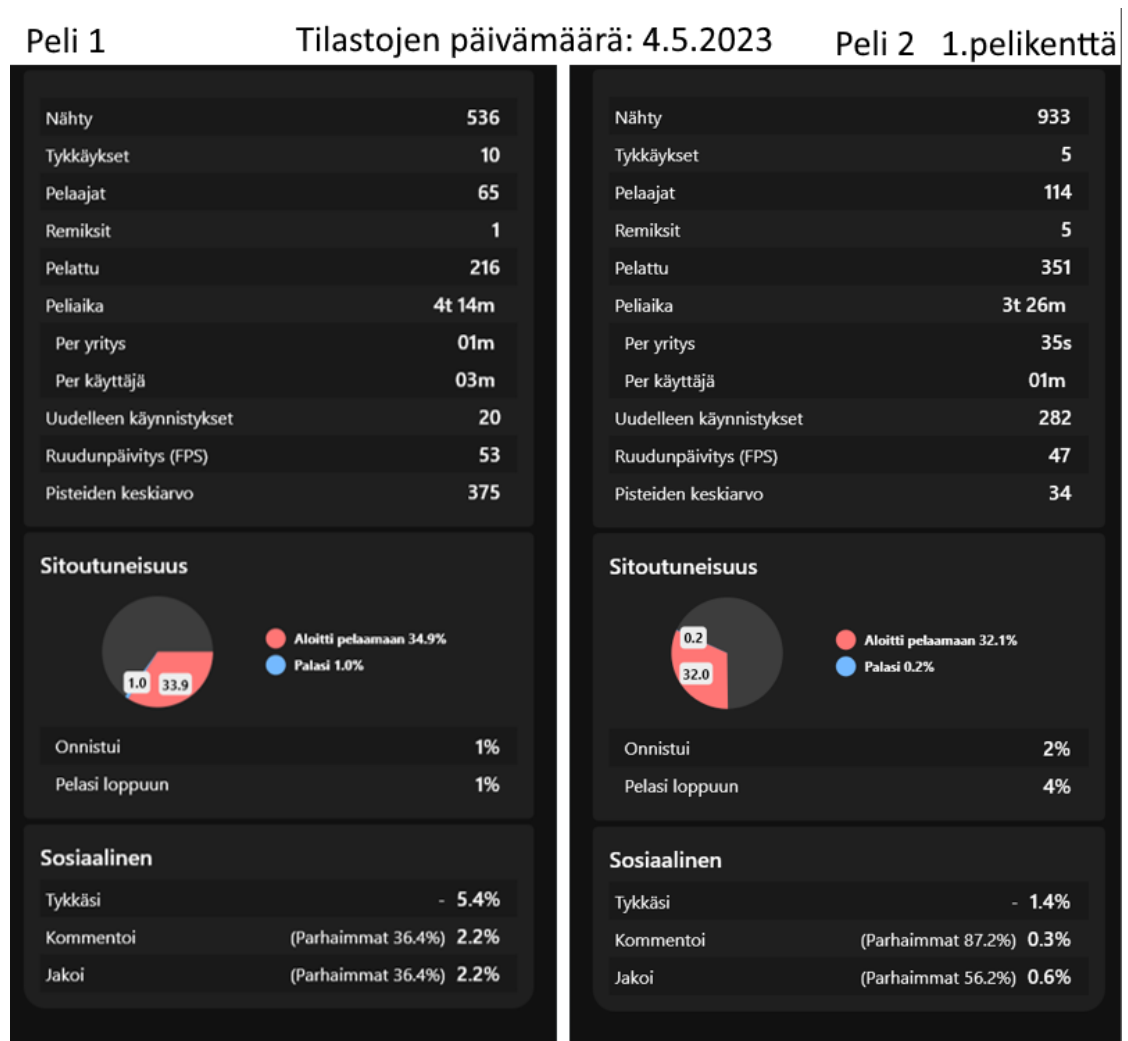 Peli 1 Tilastojen päivämäärä: 4.5.2023 Peli 2 1.pelikenttä
Nähty 536
Tykkäykset 10
Pelaajat 65
Remiksit 1
Pelattu 216
Peliaika 4t 14m
Per yritys 01m
Per käyttäjä 03m
Uudelleen käynnistykset 20
Ruudunpäivitys (FPS) 53
Pisteiden keskiarvo 375
Sitoutuneisuus
Aloitti pelaamaan 34.9%
Palasi 1.0%
1.0 33.9
Onnistui 1%
Pelasi loppuun 1%
Sosiaalinen
Tykkäsi - 5.4%
Kommentoi (Parhaimmat 36.4%) 2.2%
Jakoi (Parhaimmat 36.4%) 2.2%
Nähty 933
Tykkäykset 5
Pelaajat 114
Remiksit 5
Pelattu 351
Peliaika 3t 26m
Per yritys 35s
Per käyttäjä 01m
Uudelleen käynnistykset 282
Ruudunpäivitys (FPS) 47
Pisteiden keskiarvo 34
Sitoutuneisuus
0.2
Aloitti pelaamaan 32.1%
Palasi 0.2%
32.0
Onnistui 2%
Pelasi loppuun 4%
Sosiaalinen
Tykkäsi - 1.4%
Kommentoi (Parhaimmat 87.2%) 0.3%
Jakoi (Parhaimmat 56.2%) 0.6%